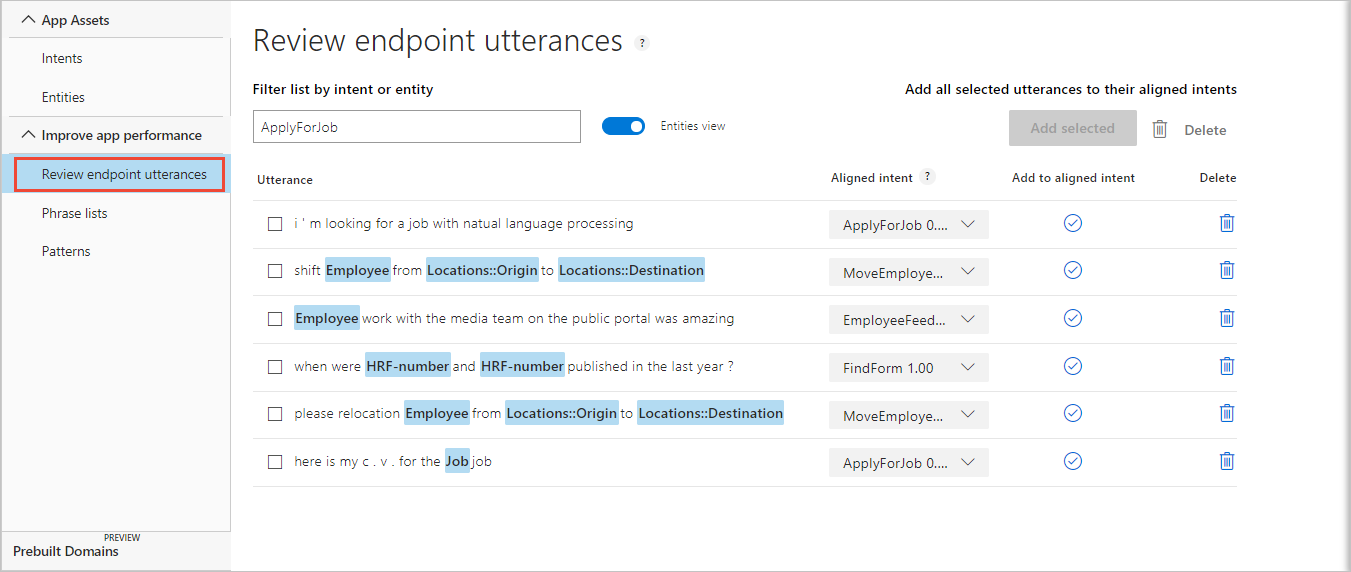 App Assets
Intents
Entities
Improve app performance
Review endpoint utterances
Phrase lists
Patterns
PREVIEW
Prebuilt Domains
Review endpoint utterances ?
Filter list by intent or entity
Add all selected utterances to their aligned intents
ApplyForJob
Entities view
Add selected
Delete
Utterance
Aligned intent ?
Add to aligned intent
Delete
i ' m looking for a job with natual language processing
ApplyForJob 0....
shift Employee from Locations::Origin to Locations::Destination
MoveEmploye...
Employee work with the media team on the public portal was amazing
EmployeeFeed...
when were HRF-number and HRF-number published in the last year ?
FindForm 1.00
please relocation Employee from Locations::Origin to Locations::Destination
MoveEmploye...
here is my c . v . for the Job job
ApplyForJob 0....